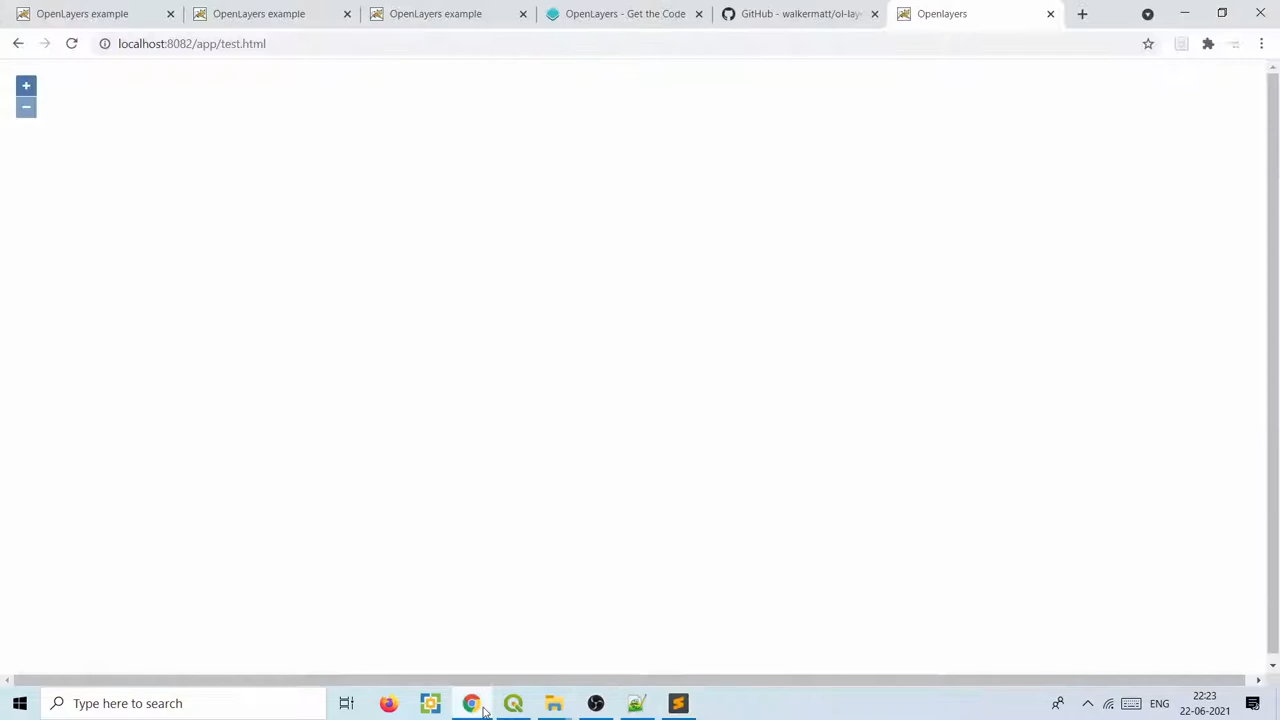 OpenLayers example
OpenLayers example
OpenLayers example
OpenLayers - Get the Code
GitHub - walkermatt/ol-laye
Openlayers
localhost:8082/app/test.html
+
−
Type here to search
ENG
22:23
22-06-2021